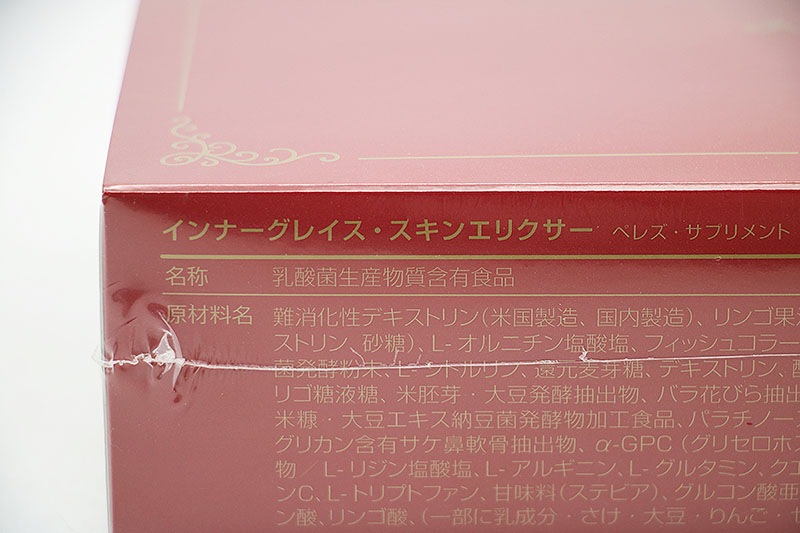 インナーグレイス・スキンエリクサー ベレズ・サプリメント
名称 乳酸菌生産物質含有食品
原材料名 難消化性デキストリン(米国製造、国内製造)、リンゴ果
ストリン、砂糖)、L-オルニチン塩酸塩、フィッシュコラー
菌発酵粉末、L-シトルリン、還元麦芽糖、デキストリン、
リゴ糖液糖、米胚芽・大豆発酵抽出物、バラ花びら抽出
米糠・大豆エキス納豆菌発酵物加工食品、パラチノー
グリカン含有サケ鼻軟骨抽出物、α-GPC(グリセロホ
物/L-リジン塩酸塩、L-アルギニン、L-グルタミン、クエ
ンC、L-トリプトファン、甘味料(ステビア)、グルコン酸亜
ン酸、リンゴ酸、(一部に乳成分・さけ・大豆・りんご・